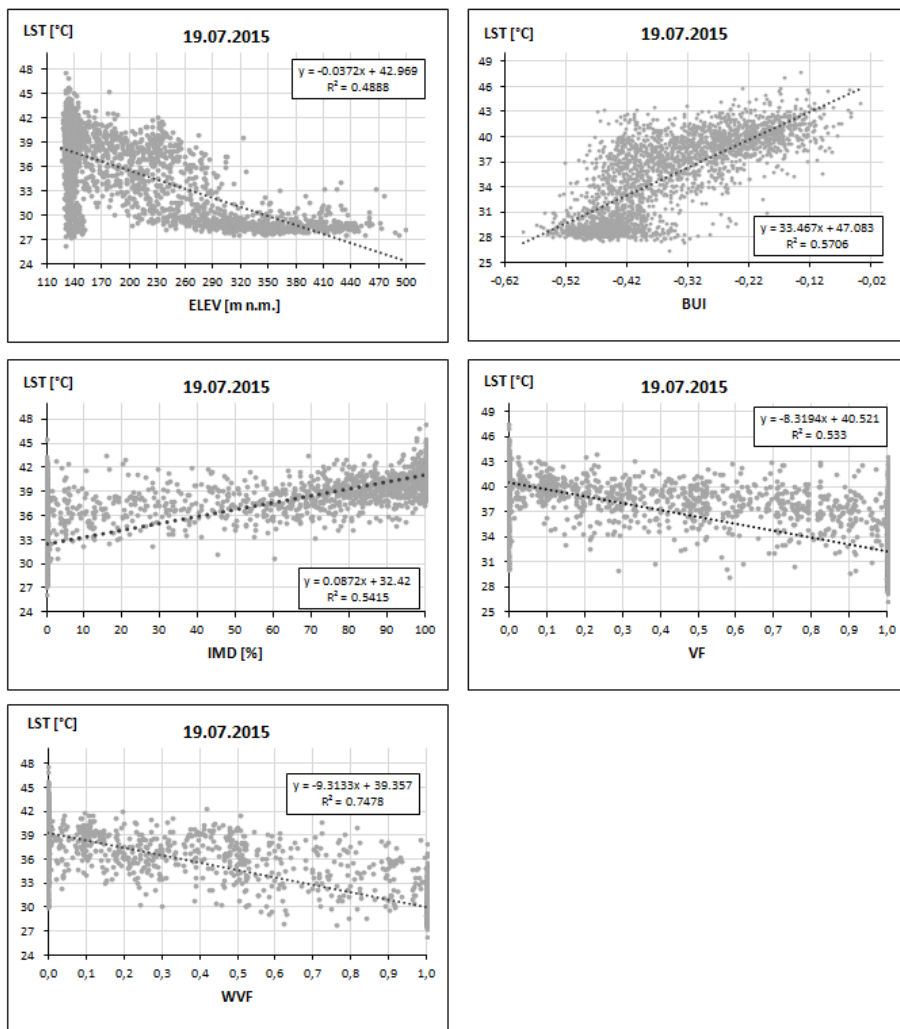 LST [°C]
19.07.2015
y = -0.0372x + 42.969
R² = 0.4888
48
45
42
39
36
33
30
27
24
110 140 170 200 230 260 290 320 350 380 410 440 470 500
ELEV [m n.m.]
LST [°C]
19.07.2015
49
46
43
40
37
34
31
28
25
y = 33.467x + 47.083
R² = 0.5706
-0,62 -0,52 -0,42 -0,32 -0,22 -0,12 -0,02
BUI
LST [°C]
19.07.2015
48
45
42
39
36
33
30
27
24
y = 0.0872x + 32.42
R² = 0.5415
0 10 20 30 40 50 60 70 80 90 100
IMD [%]
LST [°C]
19.07.2015
y = -8.3194x + 40.521
R² = 0.533
49
46
43
40
37
34
31
28
25
0,0 0,1 0,2 0,3 0,4 0,5 0,6 0,7 0,8 0,9 1,0
VF
LST [°C]
19.07.2015
y = -9.3133x + 39.357
R² = 0.7478
48
45
42
39
36
33
30
27
24
0,0 0,1 0,2 0,3 0,4 0,5 0,6 0,7 0,8 0,9 1,0
WVF